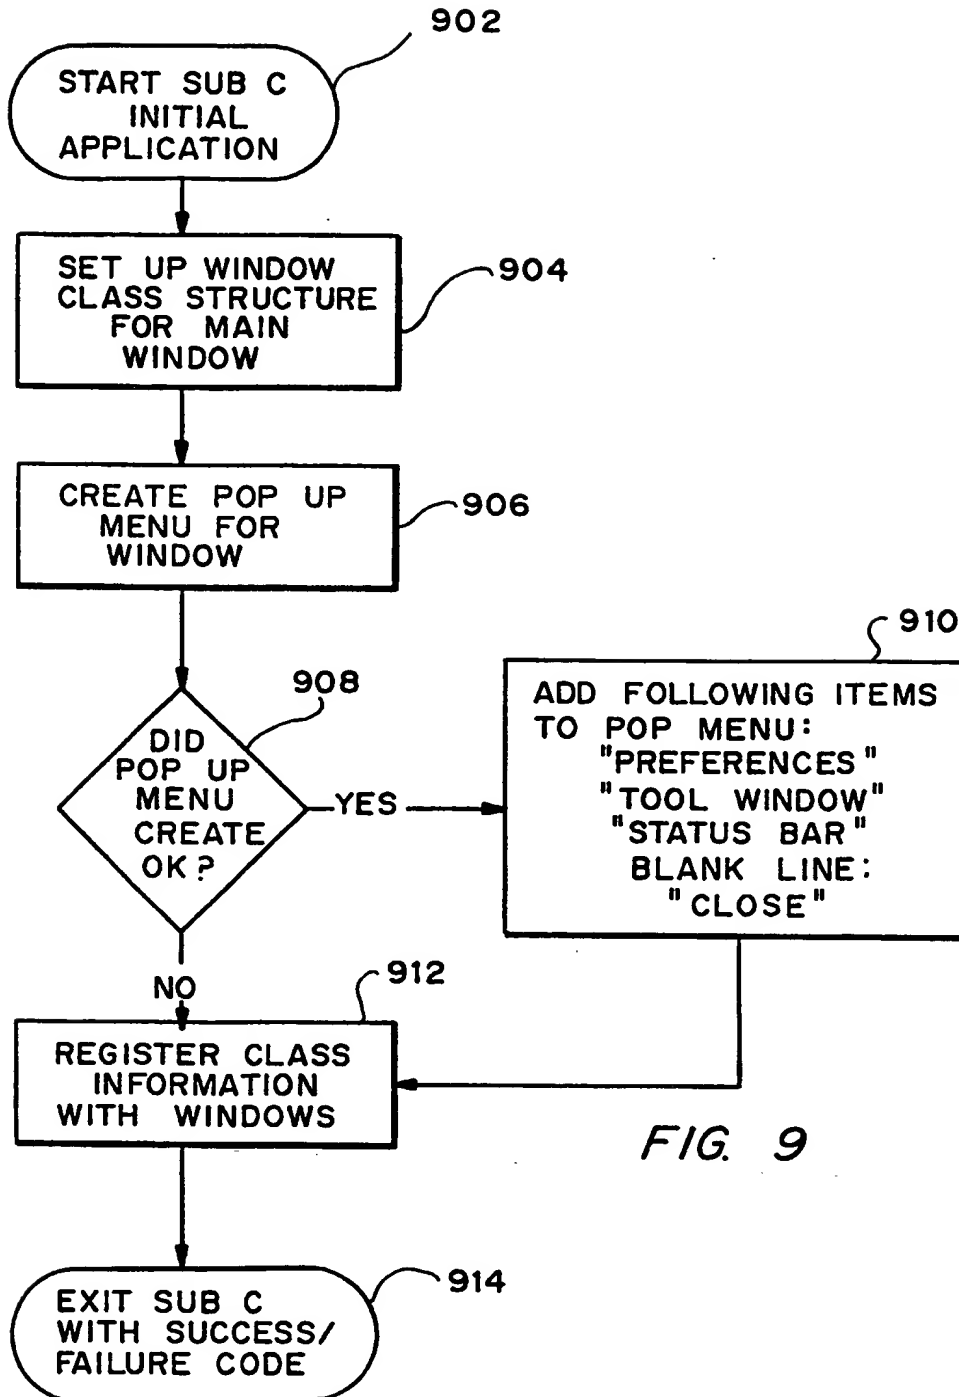 902
START SUB C
INITIAL
APPLICATION
904
SET UP WINDOW
CLASS STRUCTURE
FOR MAIN
WINDOW
906
CREATE POP UP
MENU FOR
WINDOW
908
DID
POP UP
MENU
CREATE
OK?
YES
910
ADD FOLLOWING ITEMS
TO POP MENU:
"PREFERENCES"
"TOOL WINDOW"
"STATUS BAR"
BLANK LINE:
"CLOSE"
NO
912
REGISTER CLASS
INFORMATION
WITH WINDOWS
FIG. 9
914
EXIT SUB C
WITH SUCCESS/
FAILURE CODE